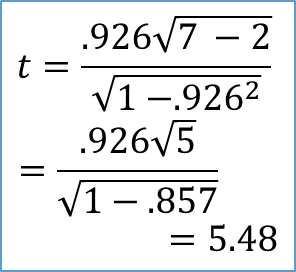 t = .926√(7 − 2) / √(1 −.926²)
= .926√5 / √(1 − .857)
= 5.48